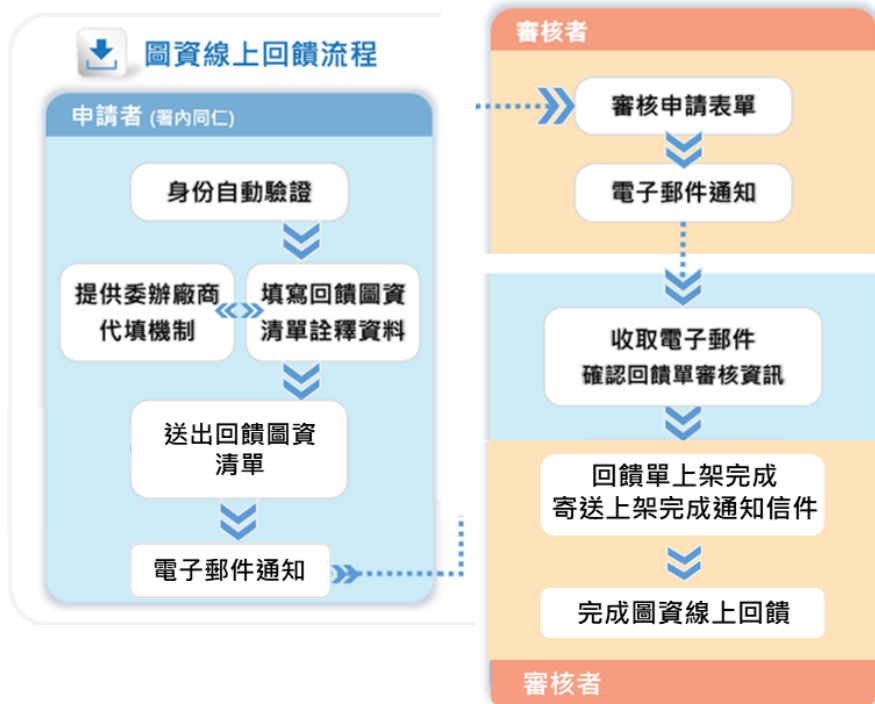 圖資線上回饋流程
申請者 (署內同仁)
身份自動驗證
提供委辦廠商
代填機制
填寫回饋圖資
清單詮釋資料
送出回饋圖資
清單
電子郵件通知
審核者
審核申請表單
電子郵件通知
收取電子郵件
確認回饋單審核資訊
回饋單上架完成
寄送上架完成通知信件
完成圖資線上回饋
審核者